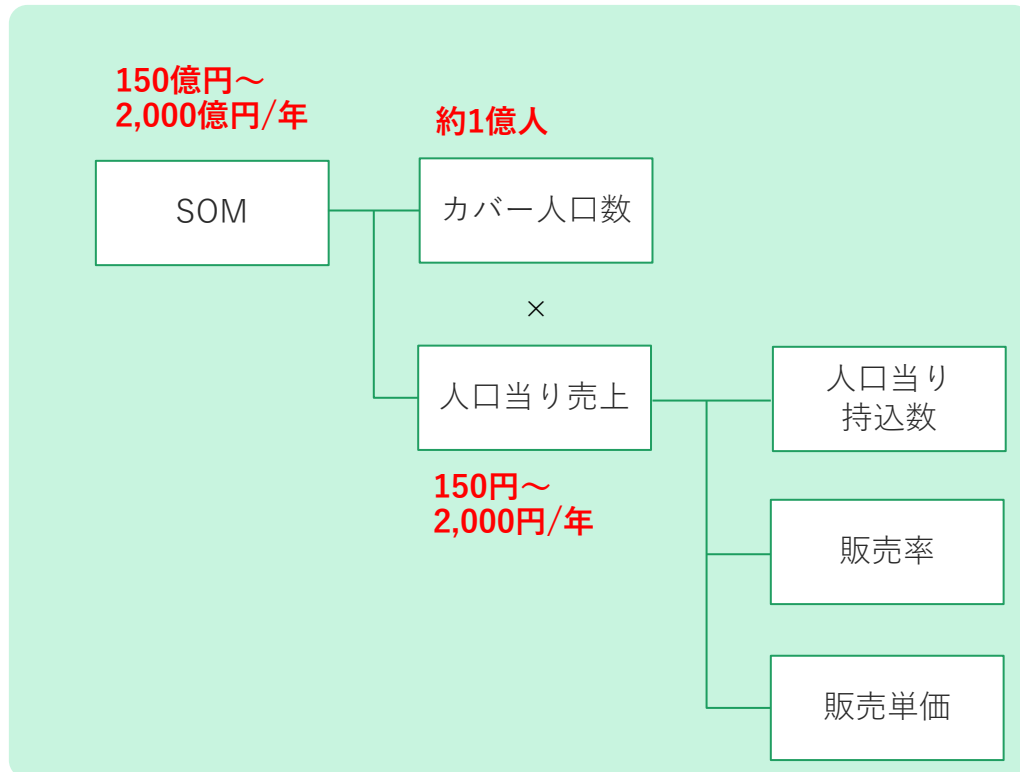 150億円～
2,000億円/年
約1億人
SOM
カバー人口数
×
人口当り売上
150円～
2,000円/年
人口当り
持込数
販売率
販売単価